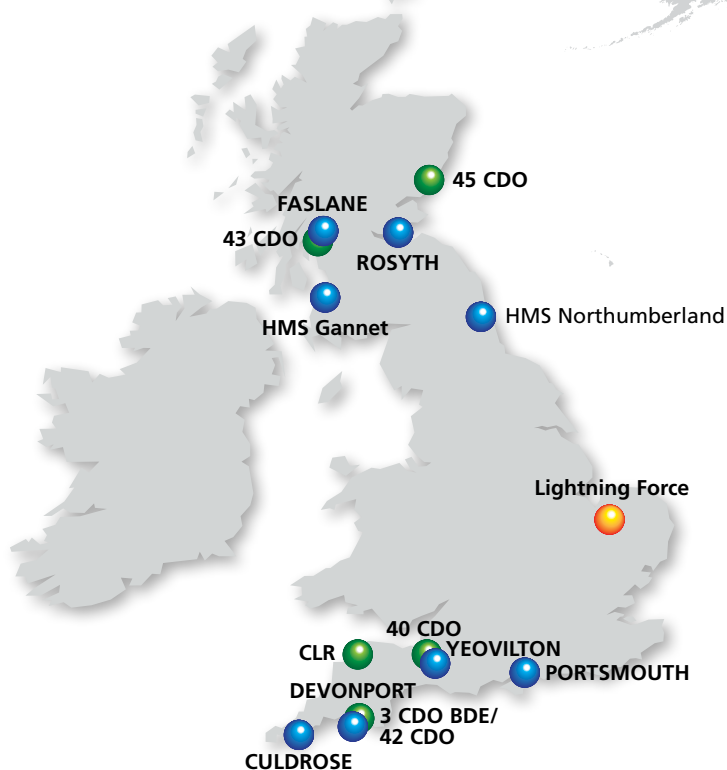 45 CDO
FASLANE
43 CDO
ROSYTH
HMS Gannet
HMS Northumberland
Lightning Force
40 CDO
CLR
YEOVILTON
PORTSMOUTH
DEVONPORT
3 CDO BDE/
42 CDO
CULDROSE